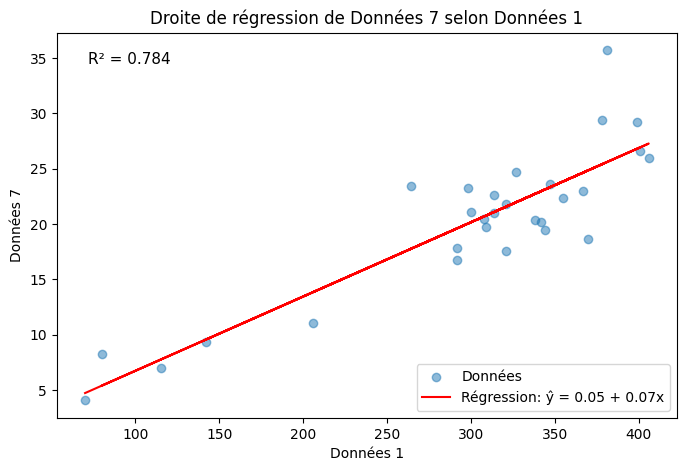 Droite de régression de Données 7 selon Données 1
R² = 0.784
Données 7
35
30
25
20
15
10
5
Données
Régression: ŷ = 0.05 + 0.07x
100
150
200
250
300
350
400
Données 1